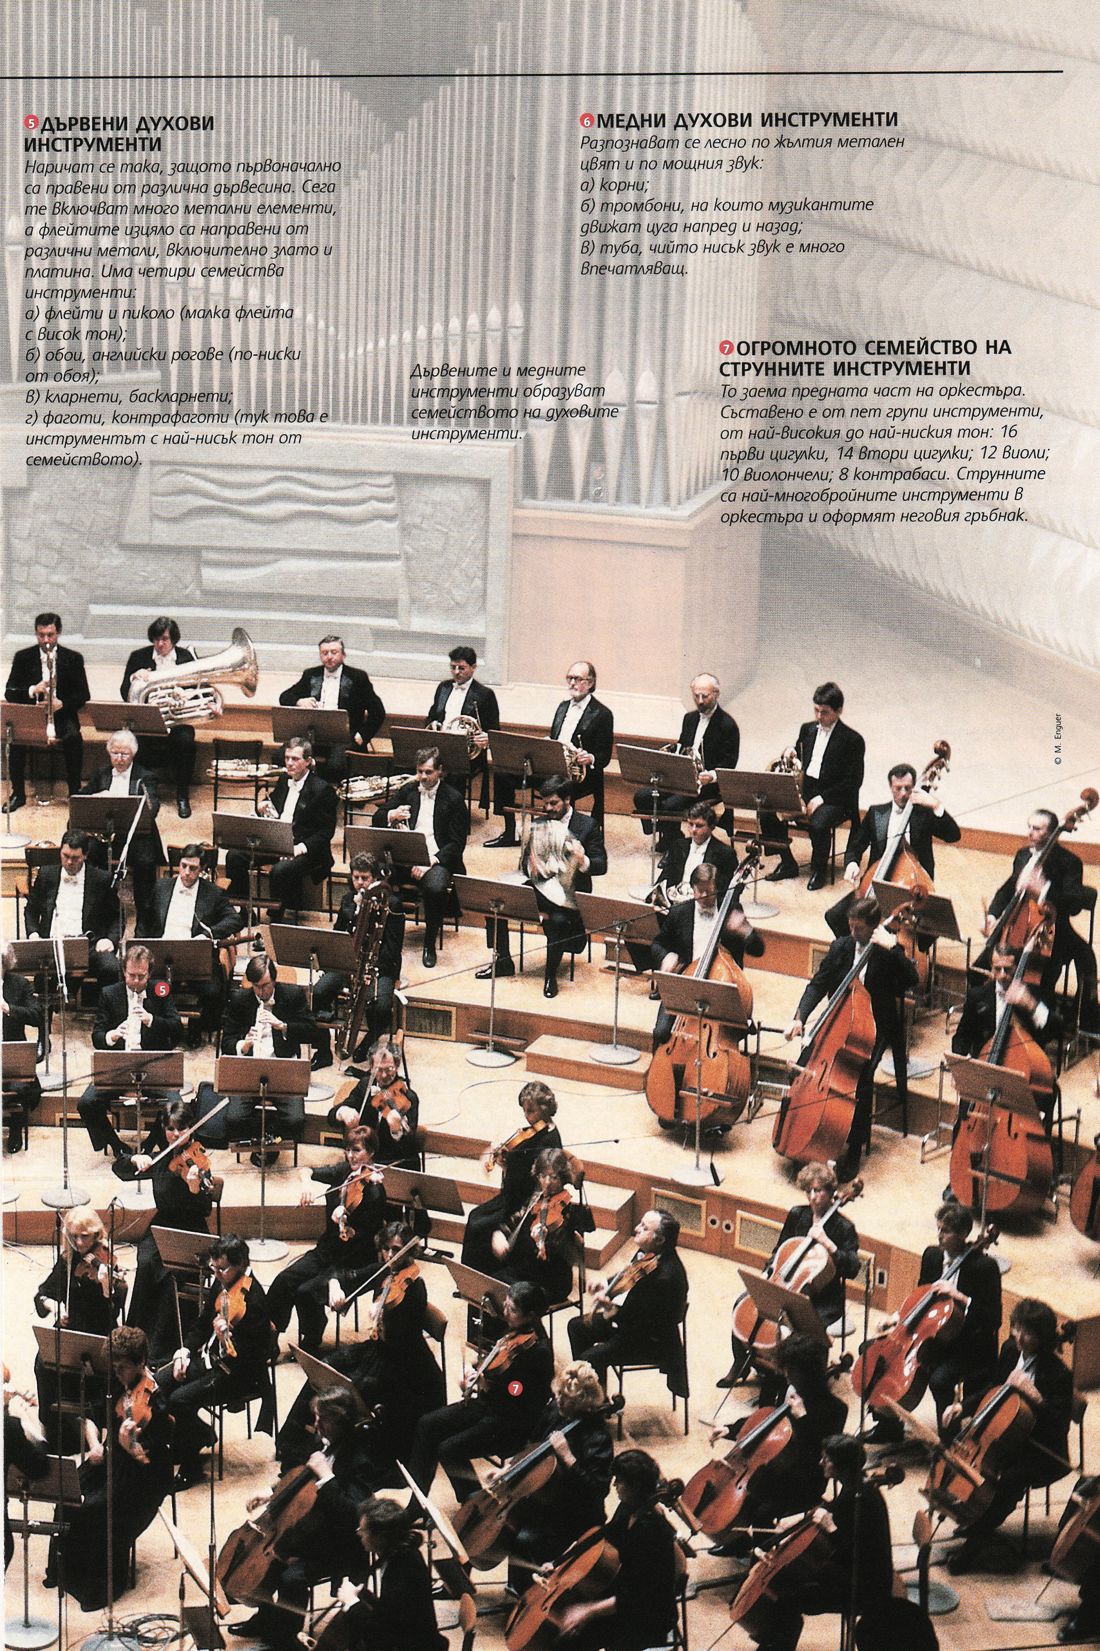 5 ДЪРВЕНИ ДУХОВИ
ИНСТРУМЕНТИ
Наричат се така, защото първоначално
са правени от различна дървесина. Сега
те включват много метални елементи,
а флейтите изцяло са направени от
различни метали, включително злато и
платина. Има четири семейства
инструменти:
а) флейти и пиколо (малка флейта
с висок тон);
б) обои, английски рогове (по-ниски
от обоя);
в) кларнети, баскларнети;
г) фаготи, контрафаготи (тук това е
инструментът с най-нисък тон от
семейството).
Дървените и медните
инструменти образуват
семейството на духовите
инструменти.
6 МЕДНИ ДУХОВИ ИНСТРУМЕНТИ
Разпознават се лесно по жълтия метален
цвят и по мощния звук:
а) корни;
б) тромбони, на които музикантите
движат цуга напред и назад;
в) туба, чийто нисък звук е много
впечатляващ.
7 ОГРОМНОТО СЕМЕЙСТВО НА
СТРУННИТЕ ИНСТРУМЕНТИ
То заема предната част на оркестъра.
Съставено е от пет групи инструменти,
от най-високия до най-ниския тон: 16
първи цигулки, 14 втори цигулки; 12 виоли;
10 виолончели; 8 контрабаси. Струнните
са най-многобройните инструменти в
оркестъра и оформят неговия гръбнак.
© M. Enguer
5
7